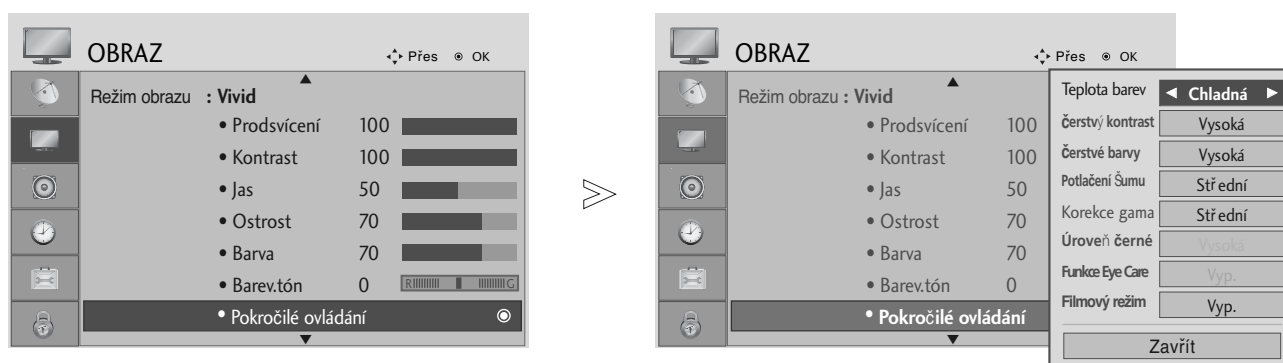 OBRAZ
Přes OK
Režim obrazu : Vivid
• Prodsvícení 100
• Kontrast 100
• Jas 50
• Ostrost 70
• Barva 70
• Barev.tón 0 R G
• Pokročilé ovládání
OBRAZ
Přes OK
Režim obrazu : Vivid
• Prodsvícení 100
• Kontrast 100
• Jas 50
• Ostrost 70
• Barva 70
• Barev.tón 0
• Pokročilé ovládání
Teplota barev Chladná
čerstvý kontrast Vysoká
čerstvé barvy Vysoká
Potlačení Šumu Střední
Korekce gama Střední
Úroveň černé Vysoká
Funkce Eye Care Vyp.
Filmový režim Vyp.
Zavřít